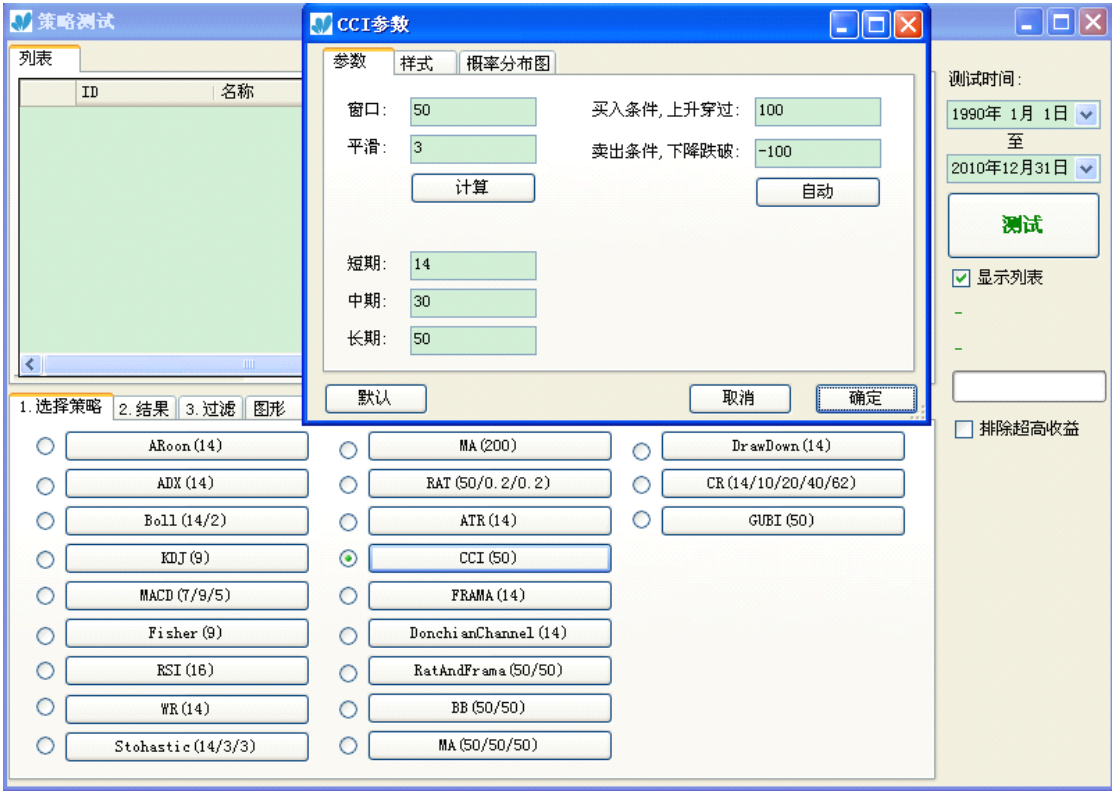 策略测试
列表
ID
名称
CCI参数
参数
样式
概率分布图
窗口:
50
买入条件,上升穿过:
100
平滑:
3
卖出条件,下降跌破:
-100
计算
自动
短期:
14
中期:
30
长期:
50
默认
取消
确定
测试时间:
1990年 1月 1日
至
2010年12月31日
测试
显示列表
-
-
排除超高收益
1.选择策略
2.结果
3.过滤
图形
ARoon(14)
MA(200)
DrawDown(14)
ADX(14)
RAT(50/0.2/0.2)
CR(14/10/20/40/62)
Boll(14/2)
ATR(14)
GUBI(50)
KDJ(9)
CCI(50)
MACD(7/9/5)
FRAMA(14)
Fisher(9)
DonchianChannel(14)
RSI(16)
RatAndFrama(50/50)
WR(14)
BB(50/50)
Stohastic(14/3/3)
MA(50/50/50)